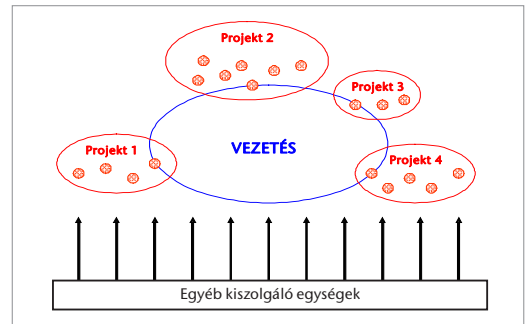 Projekt 2
Projekt 3
Projekt 1
VEZETÉS
Projekt 4
Egyéb kiszolgáló egységek